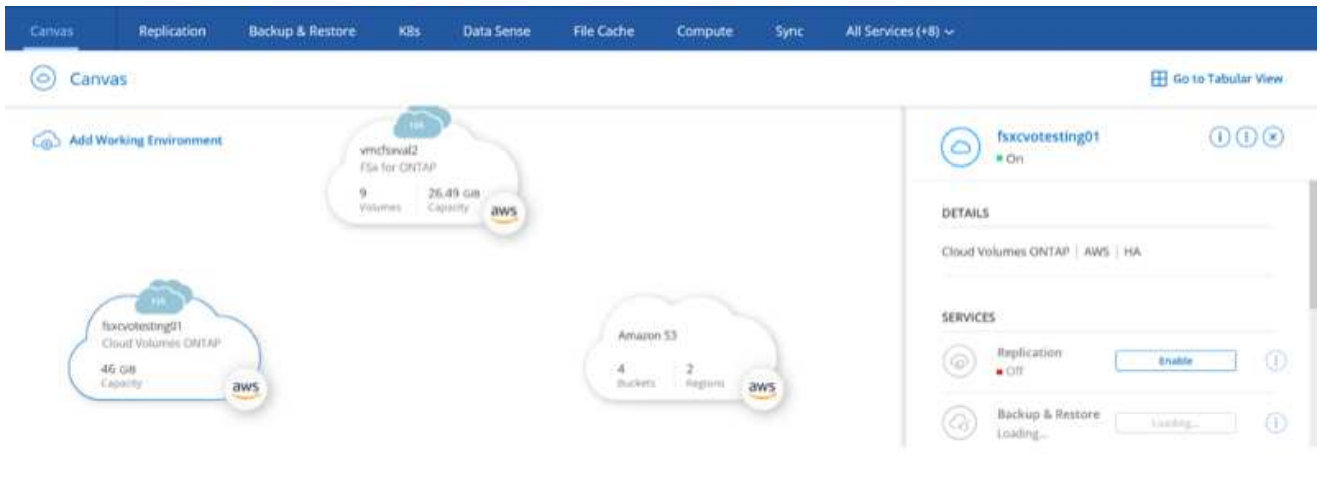 Canvas Replication Backup & Restore K8s Data Sense File Cache Compute Sync All Services (+8)
Canvas
Go to Tabular View
Add Working Environment
vmcfsxval2
FSx for ONTAP
9 26.49 GiB
Volumes Capacity
aws
fsxcvotesting01
Cloud Volumes ONTAP
46 GiB
Capacity
aws
Amazon S3
4 2
Buckets Regions
aws
fsxcvotesting01
On
DETAILS
Cloud Volumes ONTAP | AWS | HA
SERVICES
Replication
Off
Enable
Backup & Restore
Loading...
Loading...